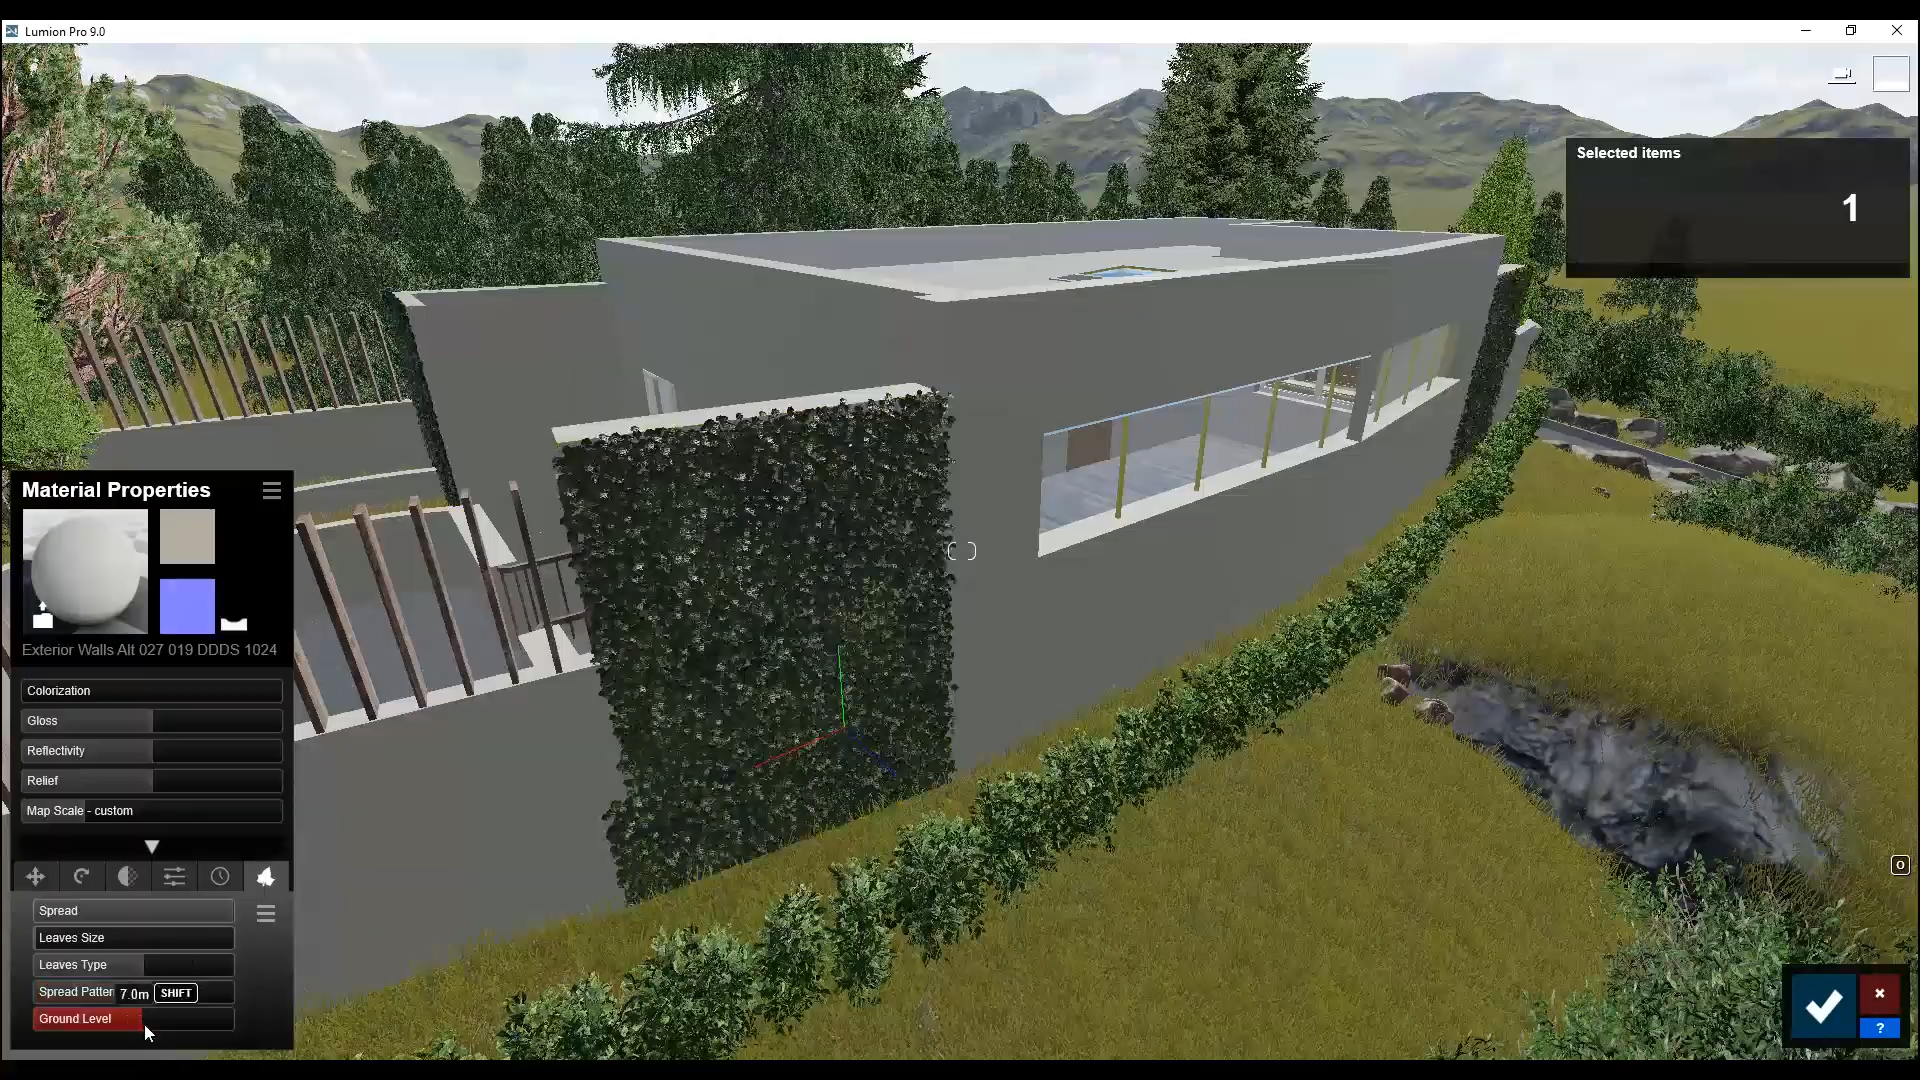 Lumion Pro 9.0
Selected items
1
Material Properties
Exterior Walls Alt 027 019 DDDS 1024
Colorization
Gloss
Reflectivity
Relief
Map Scale - custom
Spread
Leaves Size
Leaves Type
Spread Patter 7.0m SHIFT
Ground Level
O
?